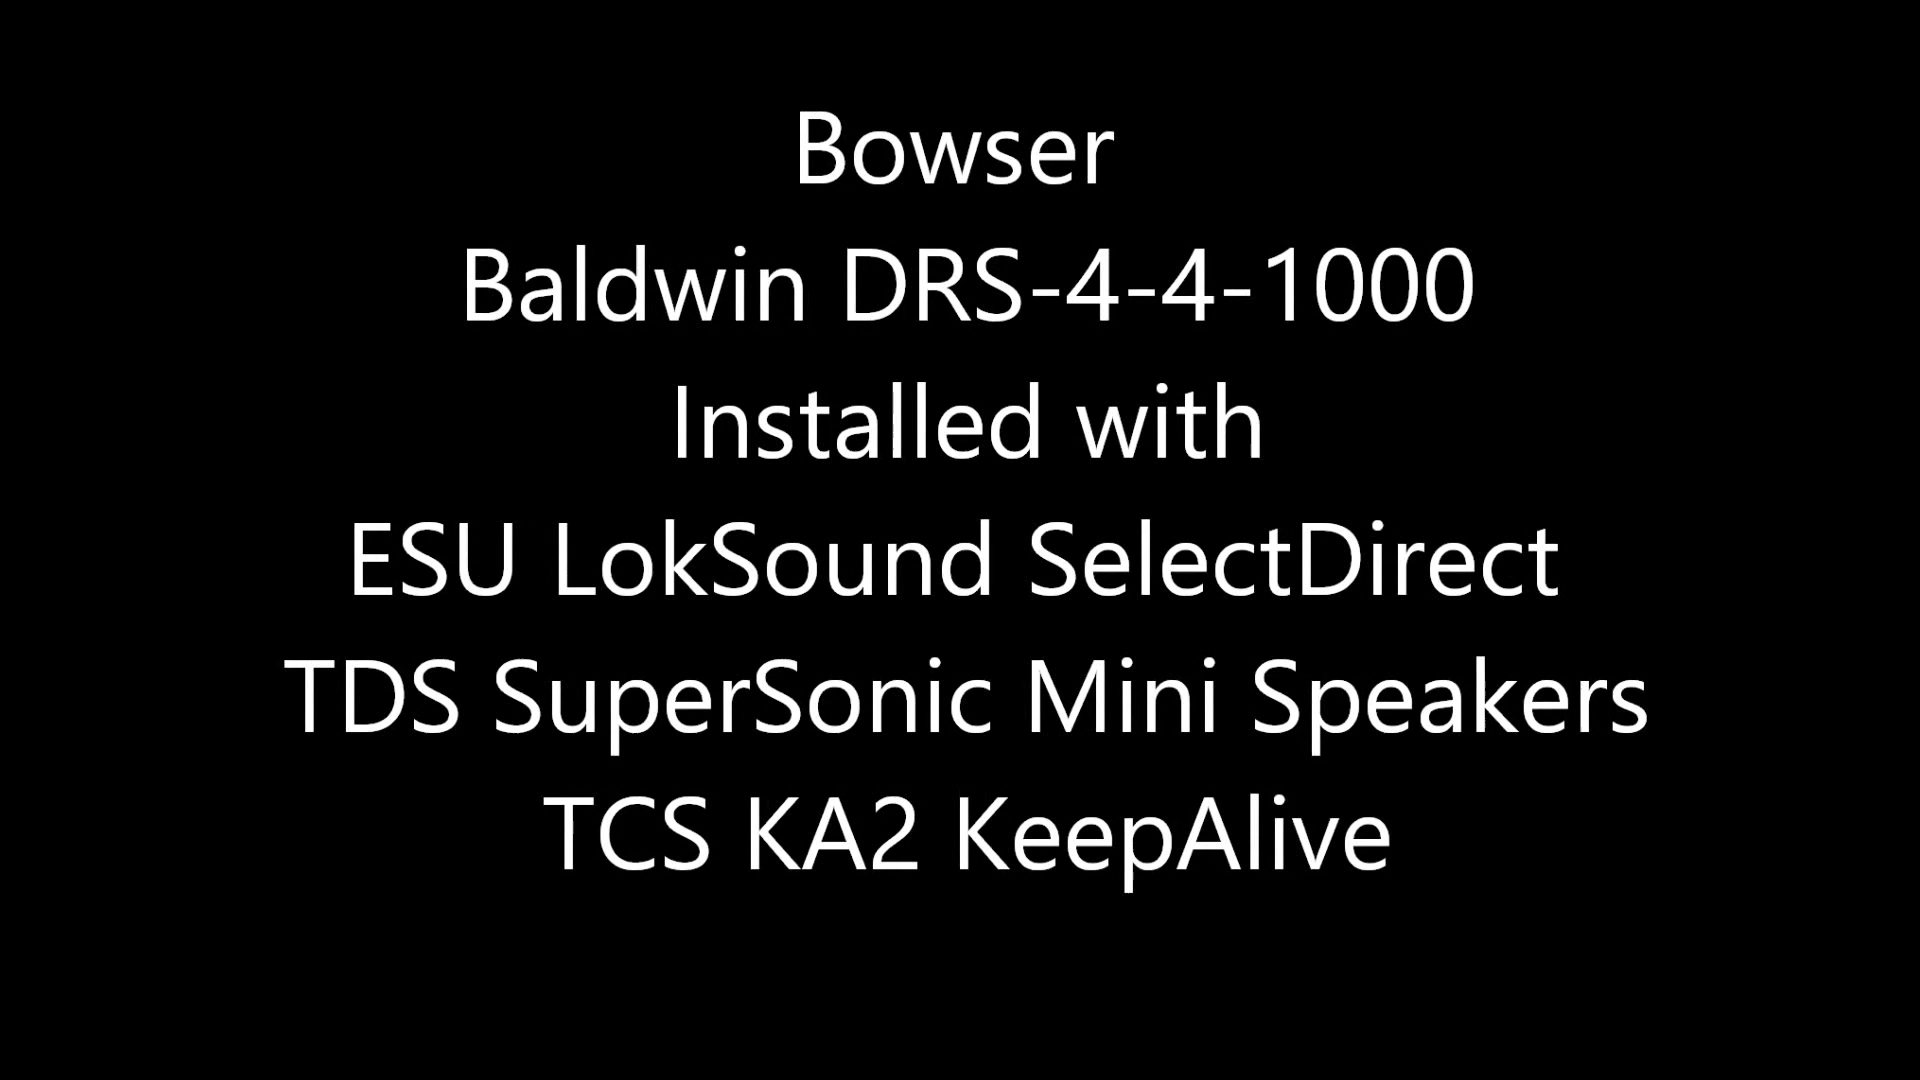 Bowser
Baldwin DRS-4-4-1000
Installed with
ESU LokSound SelectDirect
TDS SuperSonic Mini Speakers
TCS KA2 KeepAlive